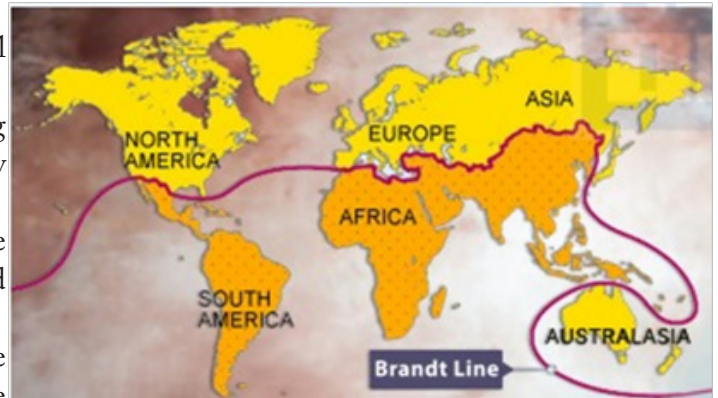 ASIA
NORTH
AMERICA
EUROPE
AFRICA
SOUTH
AMERICA
AUSTRALASIA
Brandt Line